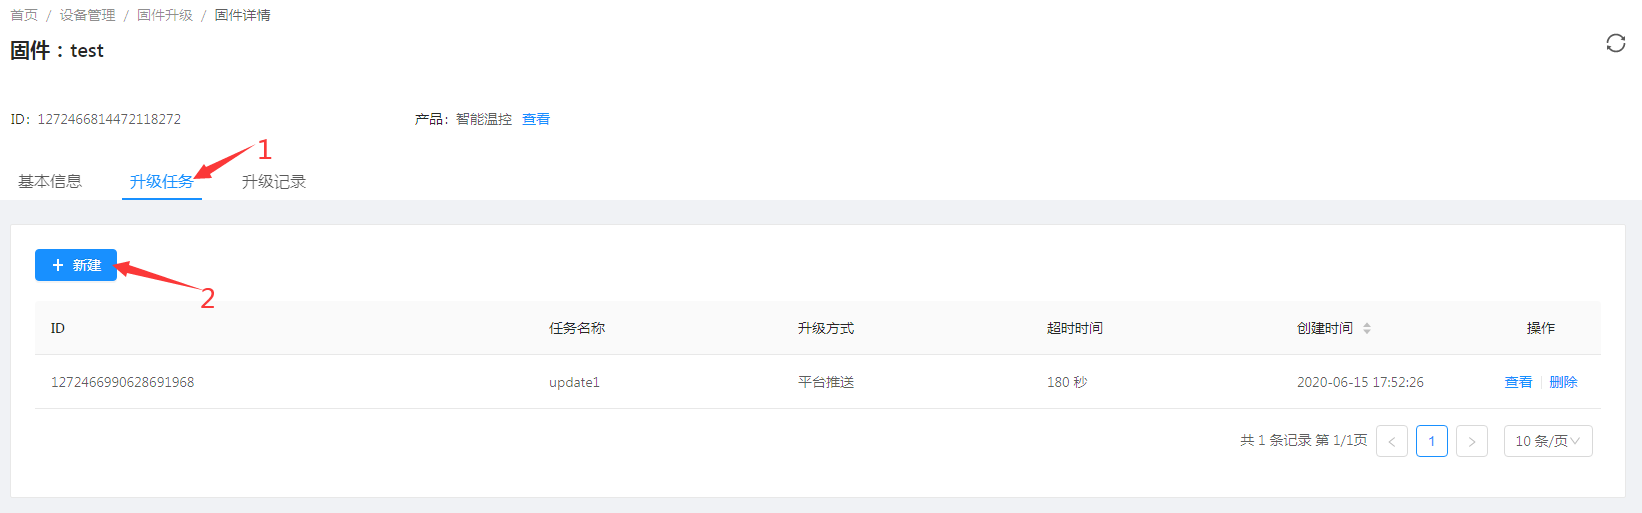 首页 / 设备管理 / 固件升级 / 固件详情
固件：test
ID: 1272466814472118272 产品: 智能温控 查看
1
基本信息 升级任务 升级记录
+ 新建
2
ID 任务名称 升级方式 超时时间 创建时间 操作
1272466990628691968 update1 平台推送 180 秒 2020-06-15 17:52:26 查看 | 删除
共 1 条记录 第 1/1页 < 1 > 10 条/页